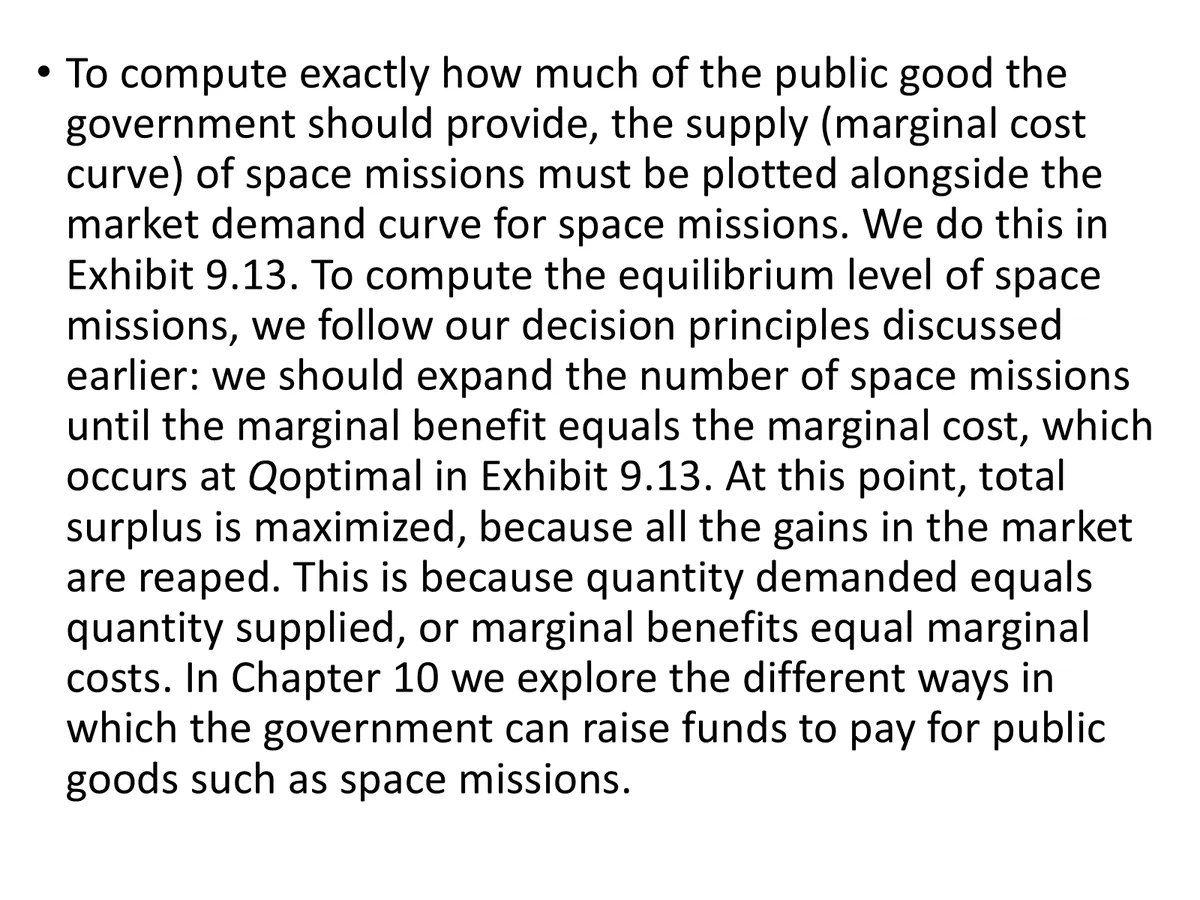 • To compute exactly how much of the public good the
government should provide, the supply (marginal cost
curve) of space missions must be plotted alongside the
market demand curve for space missions. We do this in
Exhibit 9.13. To compute the equilibrium level of space
missions, we follow our decision principles discussed
earlier: we should expand the number of space missions
until the marginal benefit equals the marginal cost, which
occurs at Qoptimal in Exhibit 9.13. At this point, total
surplus is maximized, because all the gains in the market
are reaped. This is because quantity demanded equals
quantity supplied, or marginal benefits equal marginal
costs. In Chapter 10 we explore the different ways in
which the government can raise funds to pay for public
goods such as space missions.